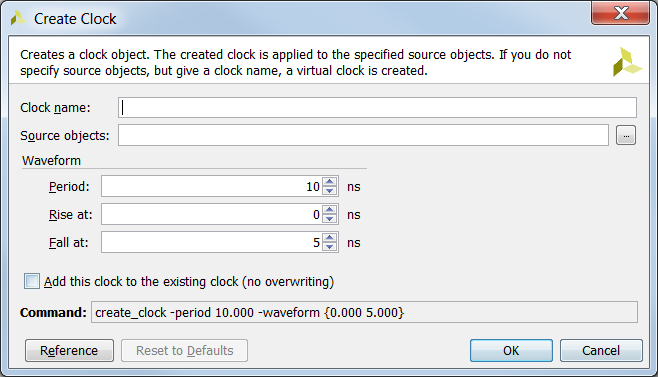 Create Clock
Creates a clock object. The created clock is applied to the specified source objects. If you do not
specify source objects, but give a clock name, a virtual clock is created.
Clock name:
Source objects:
...
Waveform
Period: 10 ns
Rise at: 0 ns
Fall at: 5 ns
Add this clock to the existing clock (no overwriting)
Command: create_clock -period 10.000 -waveform {0.000 5.000}
Reference Reset to Defaults OK Cancel